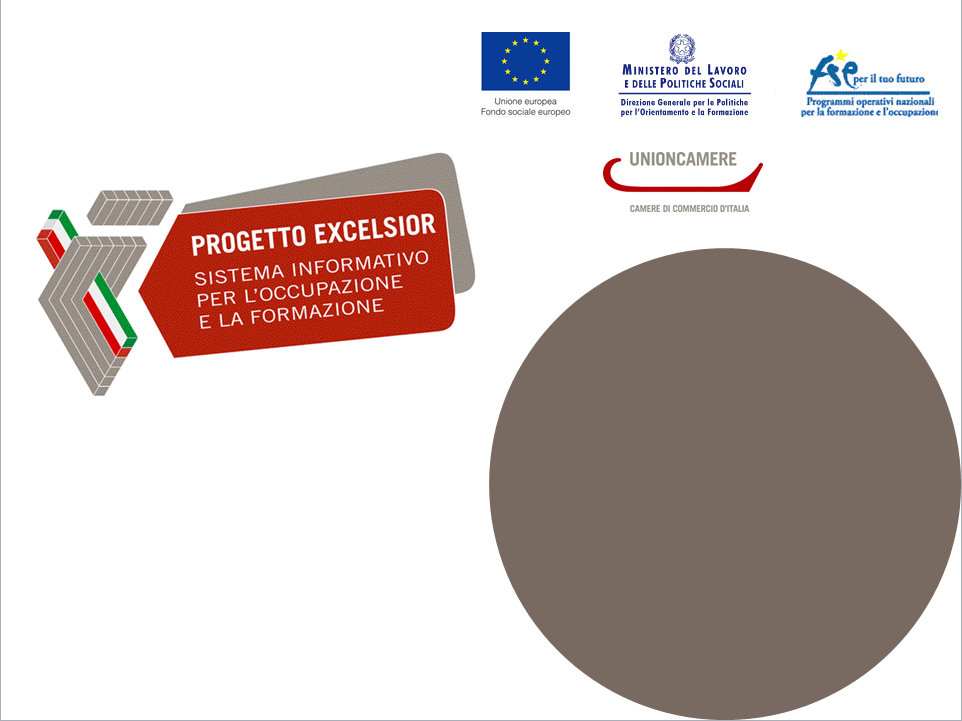 Unione europea
Fondo sociale europeo
MINISTERO DEL LAVORO
E DELLE POLITICHE SOCIALI
Direzione Generale per le Politiche
per l'Orientamento e la Formazione
fse per il tuo futuro
Programmi operativi nazionali
per la formazione e l'occupazione
UNIONCAMERE
CAMERE DI COMMERCIO D'ITALIA
PROGETTO EXCELSIOR
SISTEMA INFORMATIVO
PER L'OCCUPAZIONE
E LA FORMAZIONE